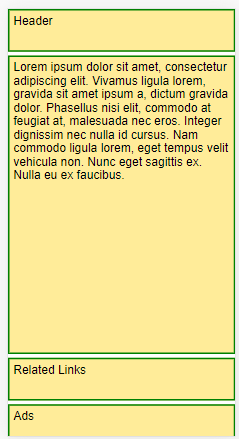 Header
Lorem ipsum dolor sit amet, consectetur
adipiscing elit. Vivamus ligula lorem,
gravida sit amet ipsum a, dictum gravida
dolor. Phasellus nisi elit, commodo at
feugiat at, malesuada nec eros. Integer
dignissim nec nulla id cursus. Nam
commodo ligula lorem, eget tempus velit
vehicula non. Nunc eget sagittis ex.
Nulla eu ex faucibus.
Related Links
Ads